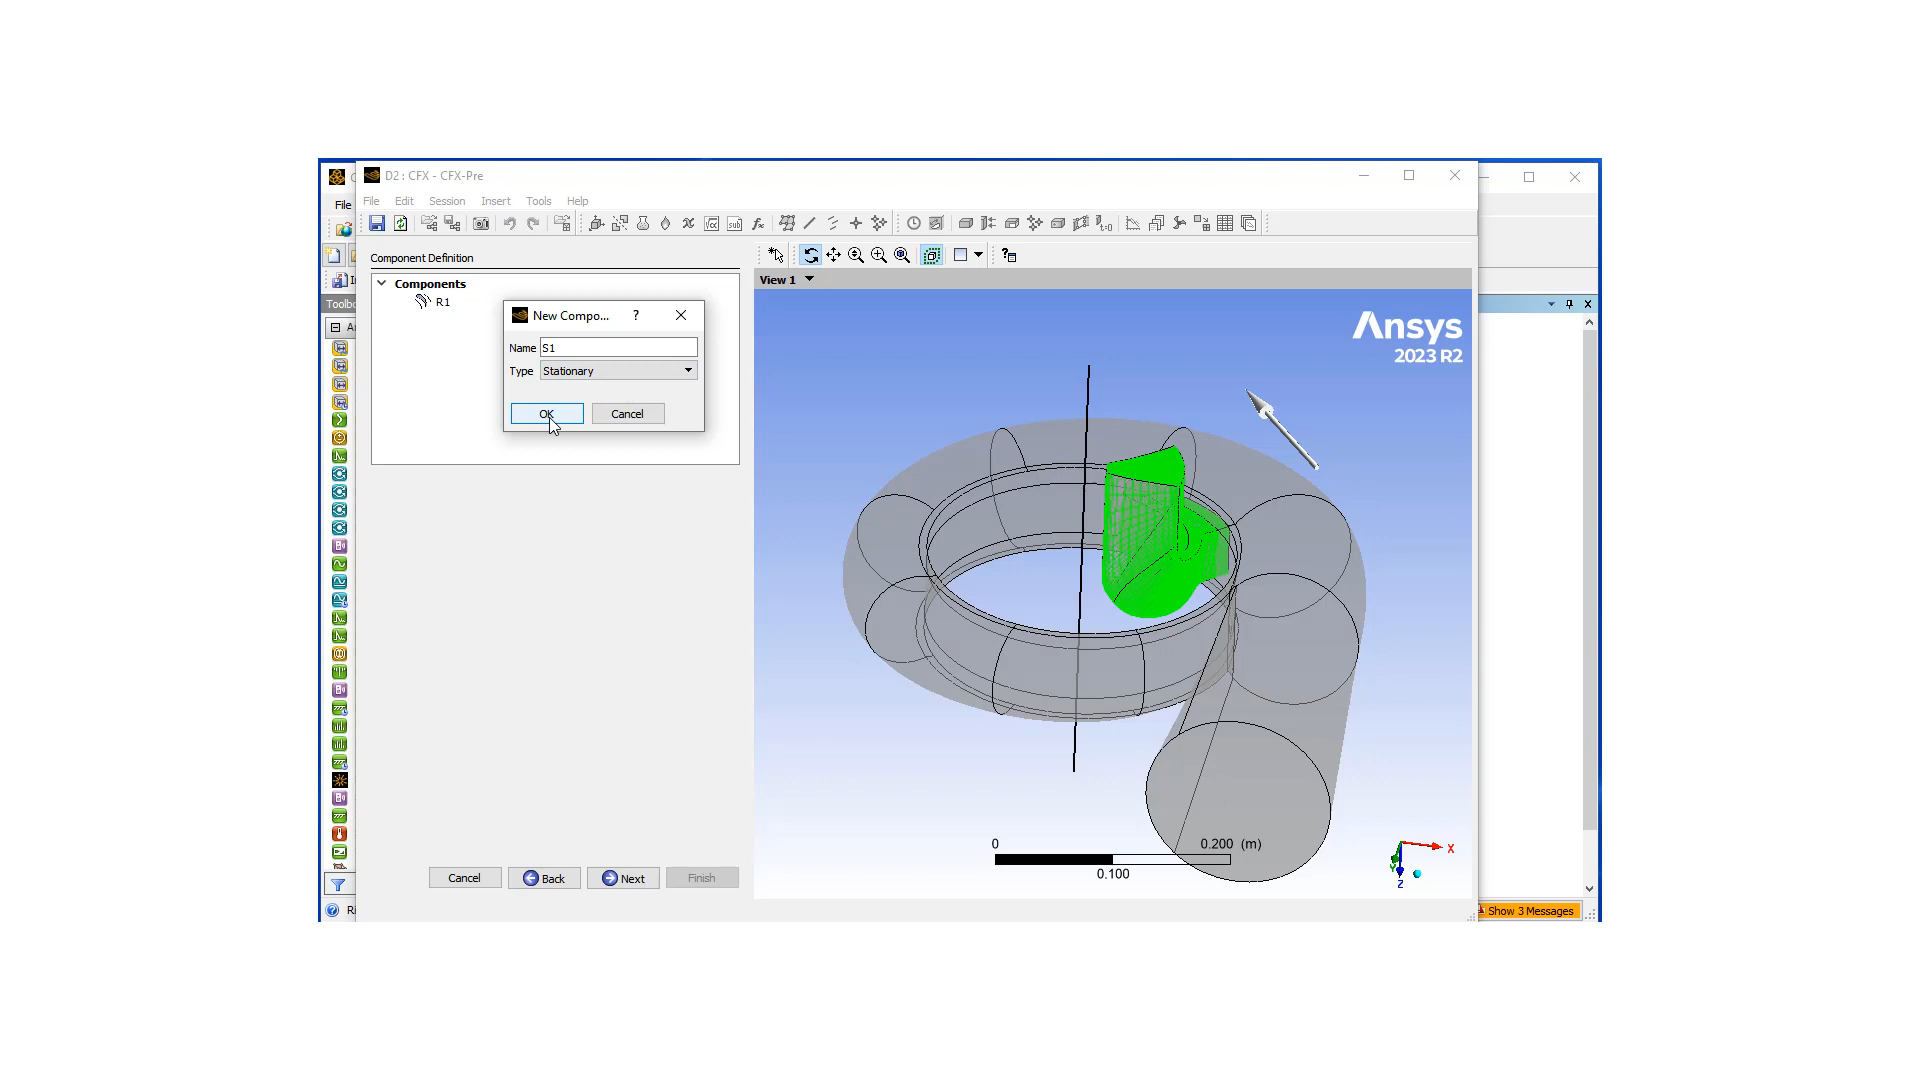 D2 : CFX - CFX-Pre
File
File Edit Session Insert Tools Help
Component Definition
Components
R1
New Compo... ?
Name S1
Type Stationary
OK Cancel
Cancel Back Next Finish
View 1
Ansys
2023 R2
0 0.200 (m)
0.100
X
Y
Z
Toolbo
Show 3 Messages